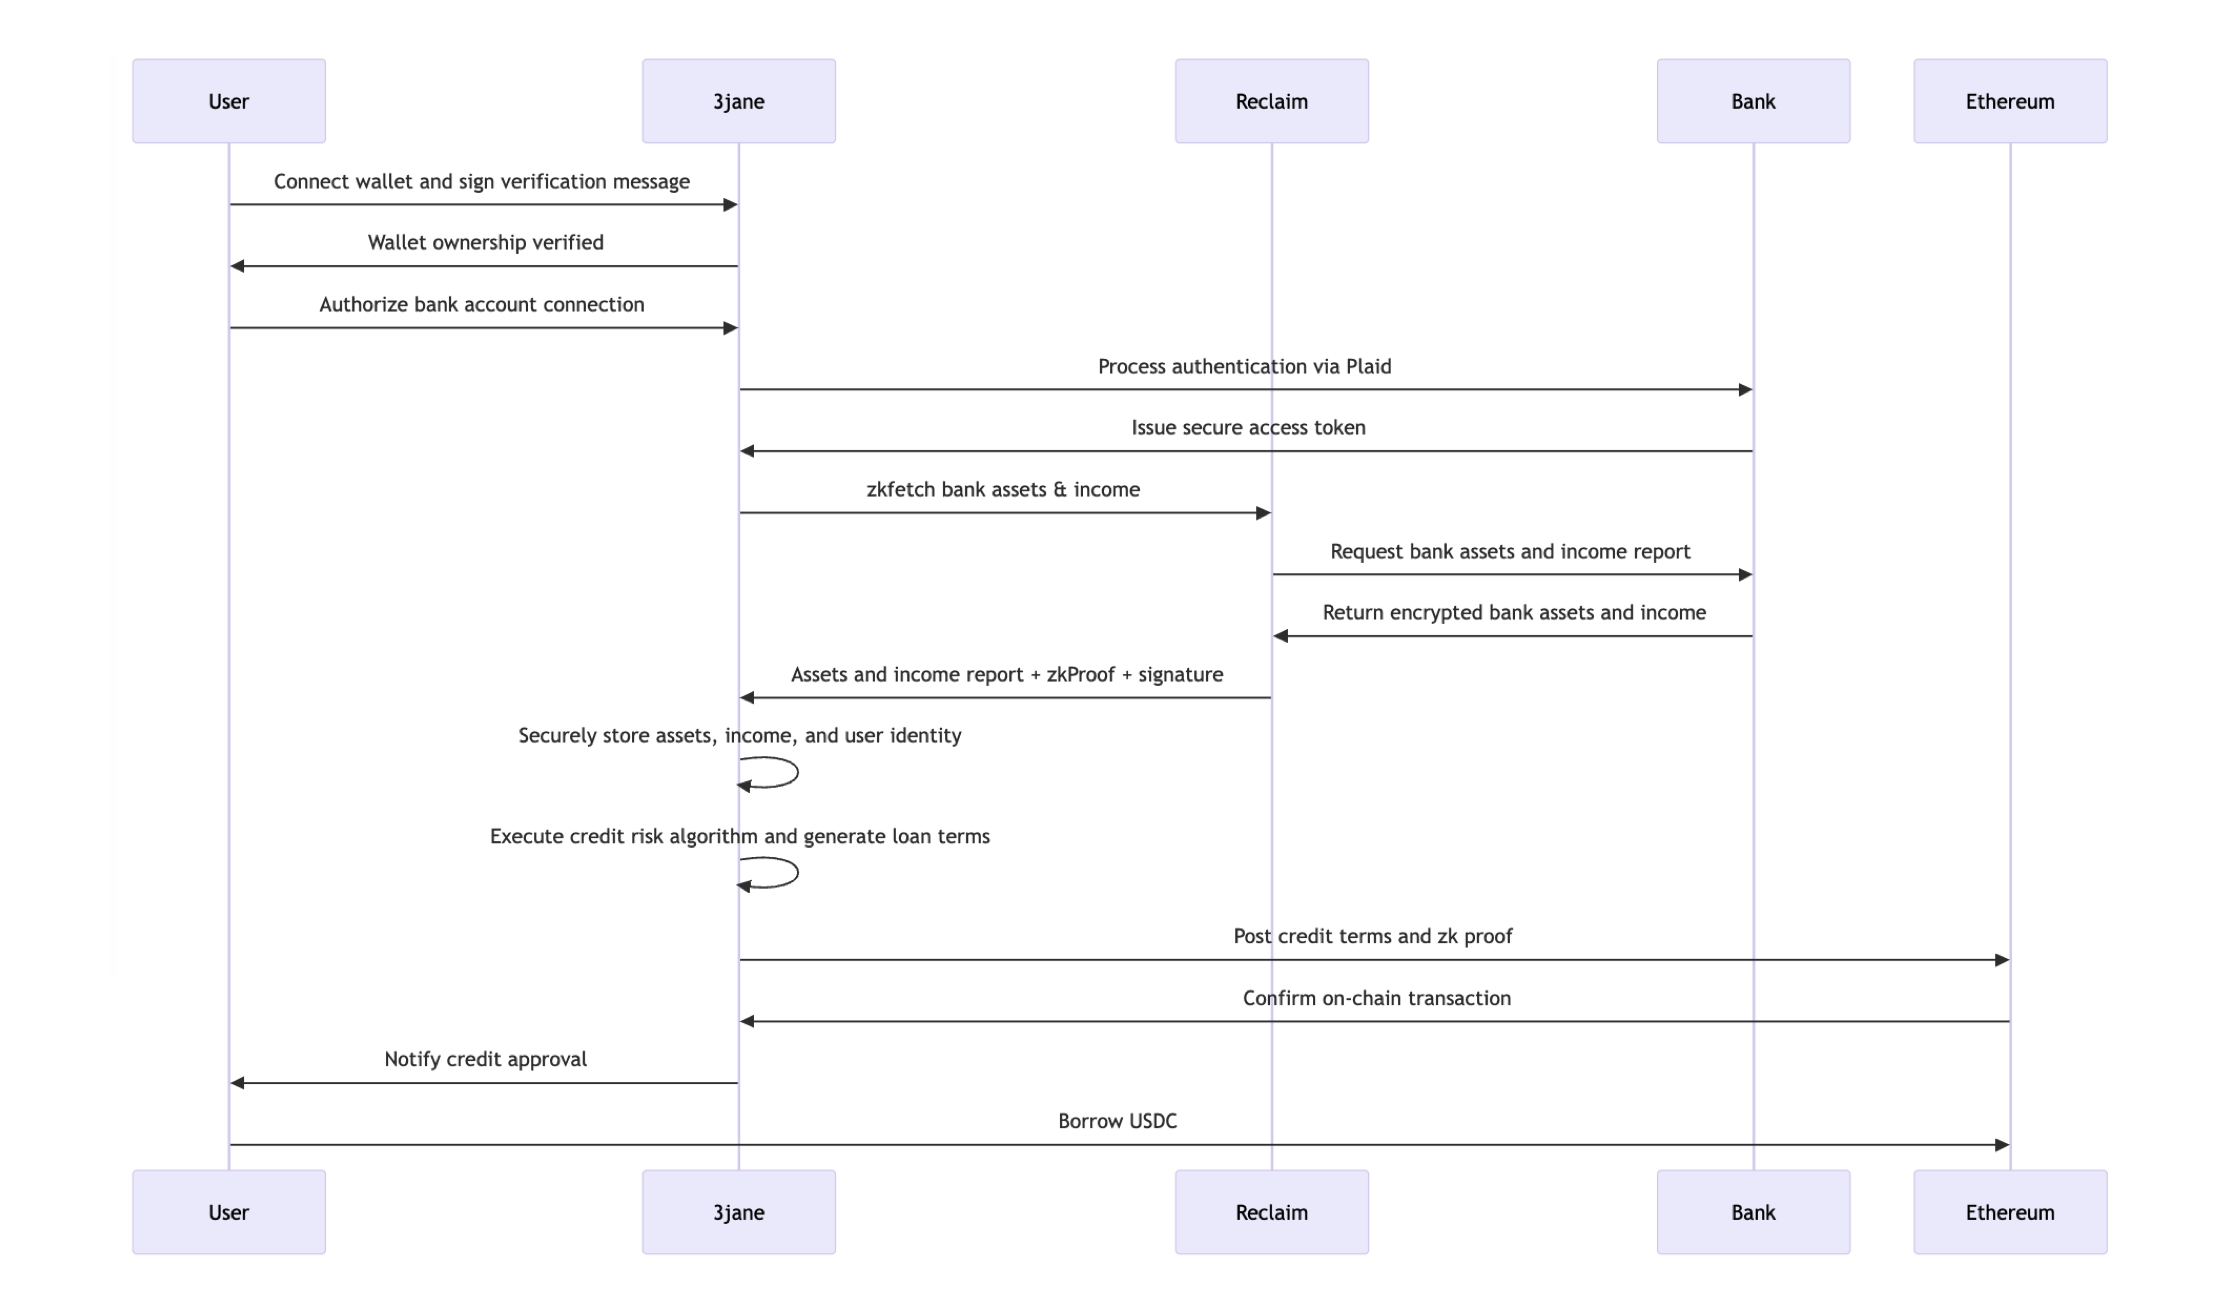 User
3jane
Reclaim
Bank
Ethereum
Connect wallet and sign verification message
Wallet ownership verified
Authorize bank account connection
Process authentication via Plaid
Issue secure access token
zkfetch bank assets & income
Request bank assets and income report
Return encrypted bank assets and income
Assets and income report + zkProof + signature
Securely store assets, income, and user identity
Execute credit risk algorithm and generate loan terms
Post credit terms and zk proof
Confirm on-chain transaction
Notify credit approval
Borrow USDC
User
3jane
Reclaim
Bank
Ethereum